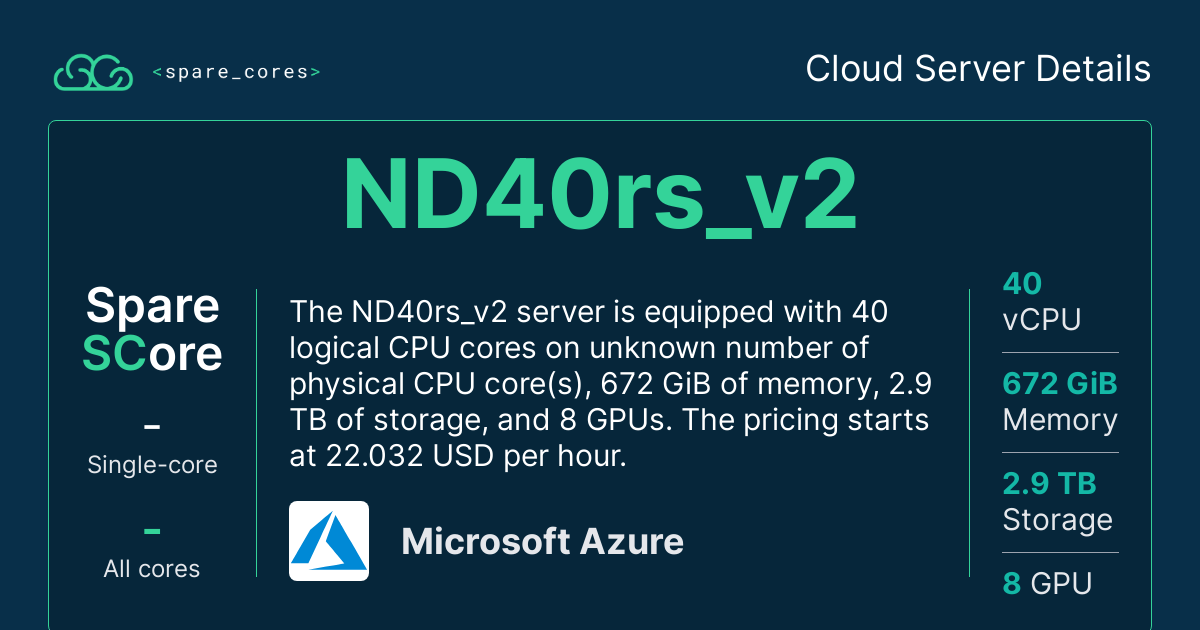 <spare_cores>
Cloud Server Details
ND40rs_v2
Spare
SCore
–
Single-core
–
All cores
The ND40rs_v2 server is equipped with 40
logical CPU cores on unknown number of
physical CPU core(s), 672 GiB of memory, 2.9
TB of storage, and 8 GPUs. The pricing starts
at 22.032 USD per hour.
Microsoft Azure
40
vCPU
672 GiB
Memory
2.9 TB
Storage
8 GPU